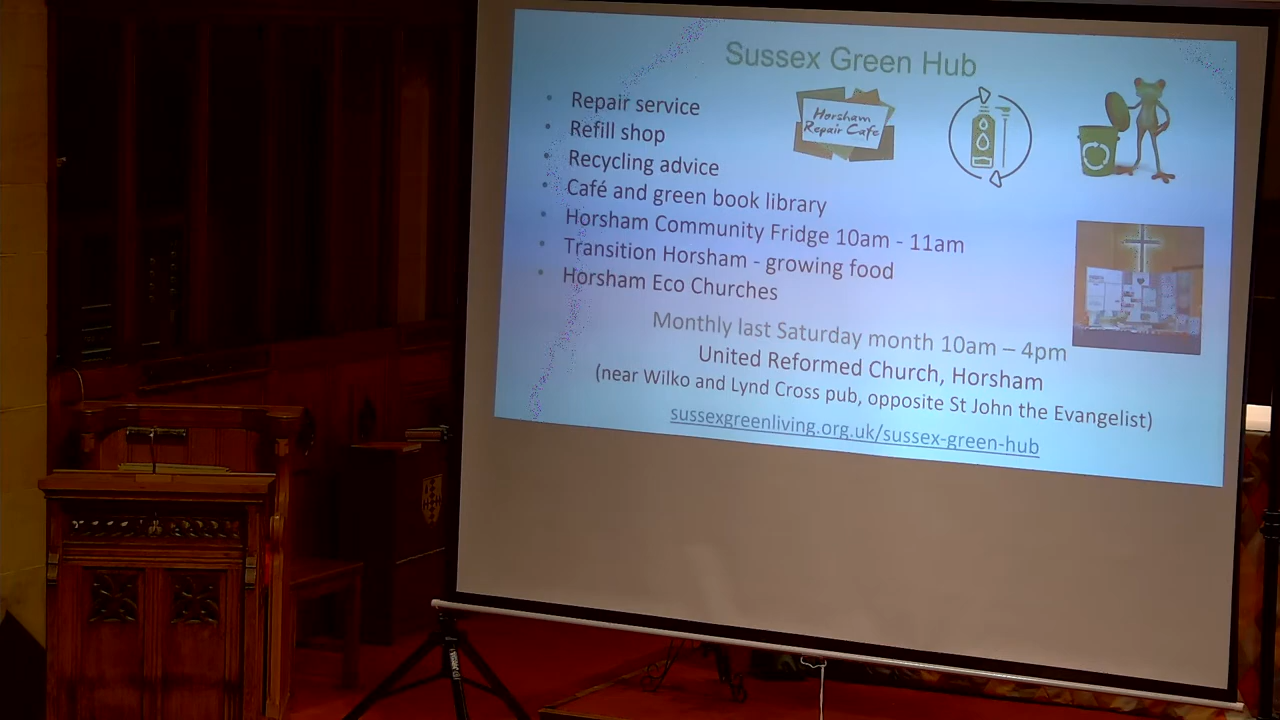 Sussex Green Hub
• Repair service
• Refill shop
• Recycling advice
• Café and green book library
• Horsham Community Fridge 10am - 11am
• Transition Horsham - growing food
• Horsham Eco Churches
Horsham
Repair Cafe
Monthly last Saturday month 10am – 4pm
United Reformed Church, Horsham
(near Wilko and Lynd Cross pub, opposite St John the Evangelist)
sussexgreenliving.org.uk/sussex-green-hub